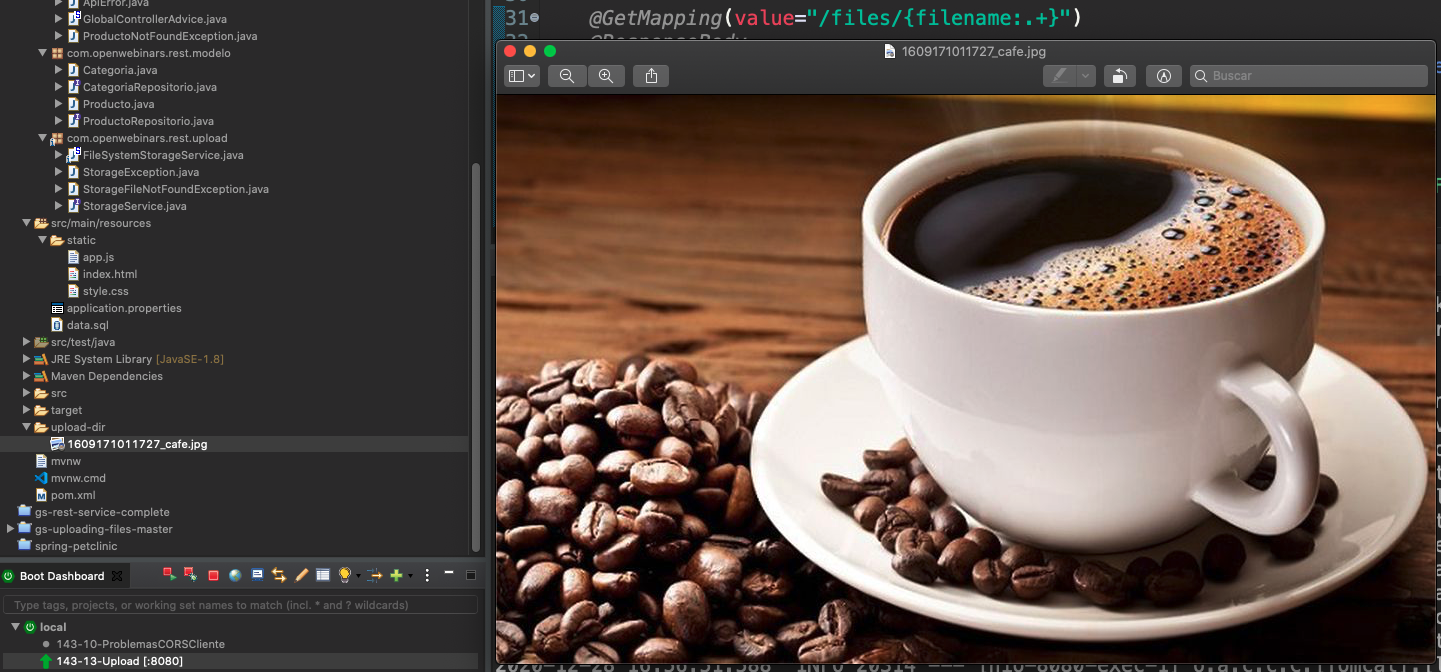 ApiError.java
GlobalControllerAdvice.java
ProductoNotFoundException.java
com.openwebinars.rest.modelo
Categoria.java
CategoriaRepositorio.java
Producto.java
ProductoRepositorio.java
com.openwebinars.rest.upload
FileSystemStorageService.java
StorageException.java
StorageFileNotFoundException.java
StorageService.java
src/main/resources
static
app.js
index.html
style.css
application.properties
data.sql
src/test/java
JRE System Library [JavaSE-1.8]
Maven Dependencies
src
target
upload-dir
1609171011727_cafe.jpg
mvnw
mvnw.cmd
pom.xml
gs-rest-service-complete
gs-uploading-files-master
spring-petclinic
Boot Dashboard
Type tags, projects, or working set names to match (incl. * and ? wildcards)
local
143-10-ProblemasCORSCliente
143-13-Upload [:8080]
31 @GetMapping(value="/files/{filename:.+}")
1609171011727_cafe.jpg
Buscar